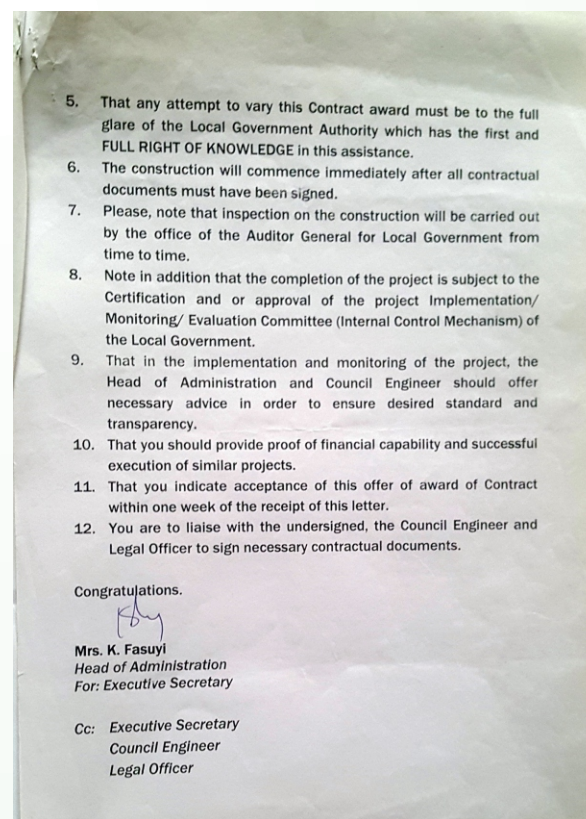 5. That any attempt to vary this Contract award must be to the full
glare of the Local Government Authority which has the first and
FULL RIGHT OF KNOWLEDGE in this assistance.
6. The construction will commence immediately after all contractual
documents must have been signed.
7. Please, note that inspection on the construction will be carried out
by the office of the Auditor General for Local Government from
time to time.
8. Note in addition that the completion of the project is subject to the
Certification and or approval of the project Implementation/
Monitoring/ Evaluation Committee (Internal Control Mechanism) of
the Local Government.
9. That in the implementation and monitoring of the project, the
Head of Administration and Council Engineer should offer
necessary advice in order to ensure desired standard and
transparency.
10. That you should provide proof of financial capability and successful
execution of similar projects.
11. That you indicate acceptance of this offer of award of Contract
within one week of the receipt of this letter.
12. You are to liaise with the undersigned, the Council Engineer and
Legal Officer to sign necessary contractual documents.
Congratulations.
Mrs. K. Fasuyi
Head of Administration
For: Executive Secretary
Cc: Executive Secretary
Council Engineer
Legal Officer